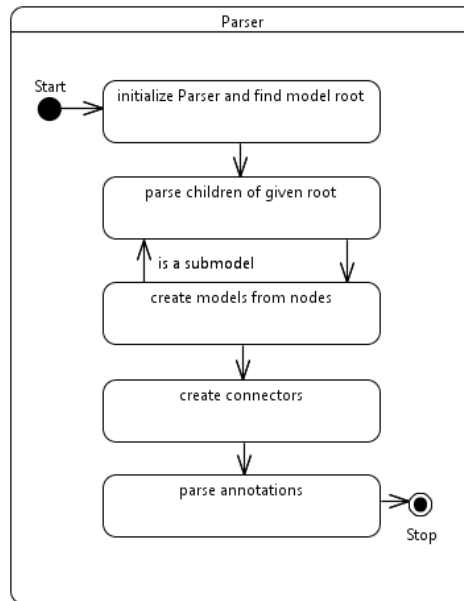 Parser
Start
initialize Parser and find model root
parse children of given root
is a submodel
create models from nodes
create connectors
parse annotations
Stop